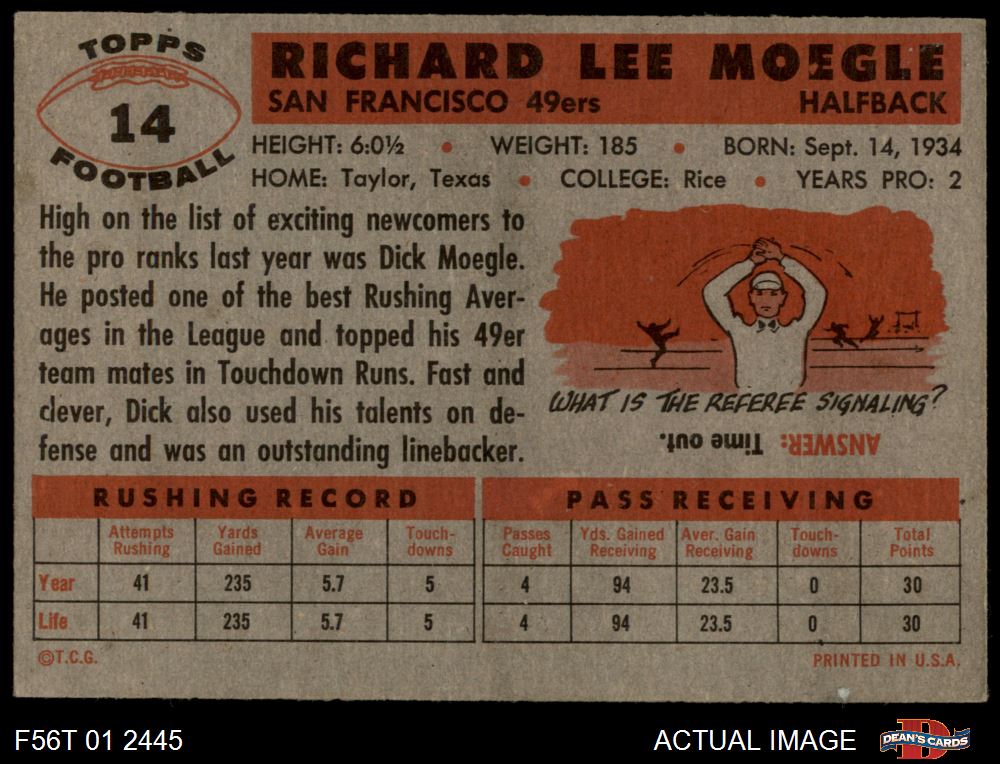 TOPPS
14
FOOTBALL
RICHARD LEE MOEGLE
SAN FRANCISCO 49ers HALFBACK
HEIGHT: 6:0½ • WEIGHT: 185 • BORN: Sept. 14, 1934
HOME: Taylor, Texas • COLLEGE: Rice • YEARS PRO: 2
High on the list of exciting newcomers to
the pro ranks last year was Dick Moegle.
He posted one of the best Rushing Aver-
ages in the League and topped his 49er
team mates in Touchdown Runs. Fast and
clever, Dick also used his talents on de-
fense and was an outstanding linebacker.
WHAT IS THE REFEREE SIGNALING?
ANSWER: Time out.
RUSHING RECORD
Attempts Rushing Yards Gained Average Gain Touch-downs
Year 41 235 5.7 5
Life 41 235 5.7 5
PASS RECEIVING
Passes Caught Yds. Gained Receiving Aver. Gain Receiving Touch-downs Total Points
4 94 23.5 0 30
4 94 23.5 0 30
©T.C.G. PRINTED IN U.S.A.
F56T 01 2445 ACTUAL IMAGE D DEAN'S CARDS